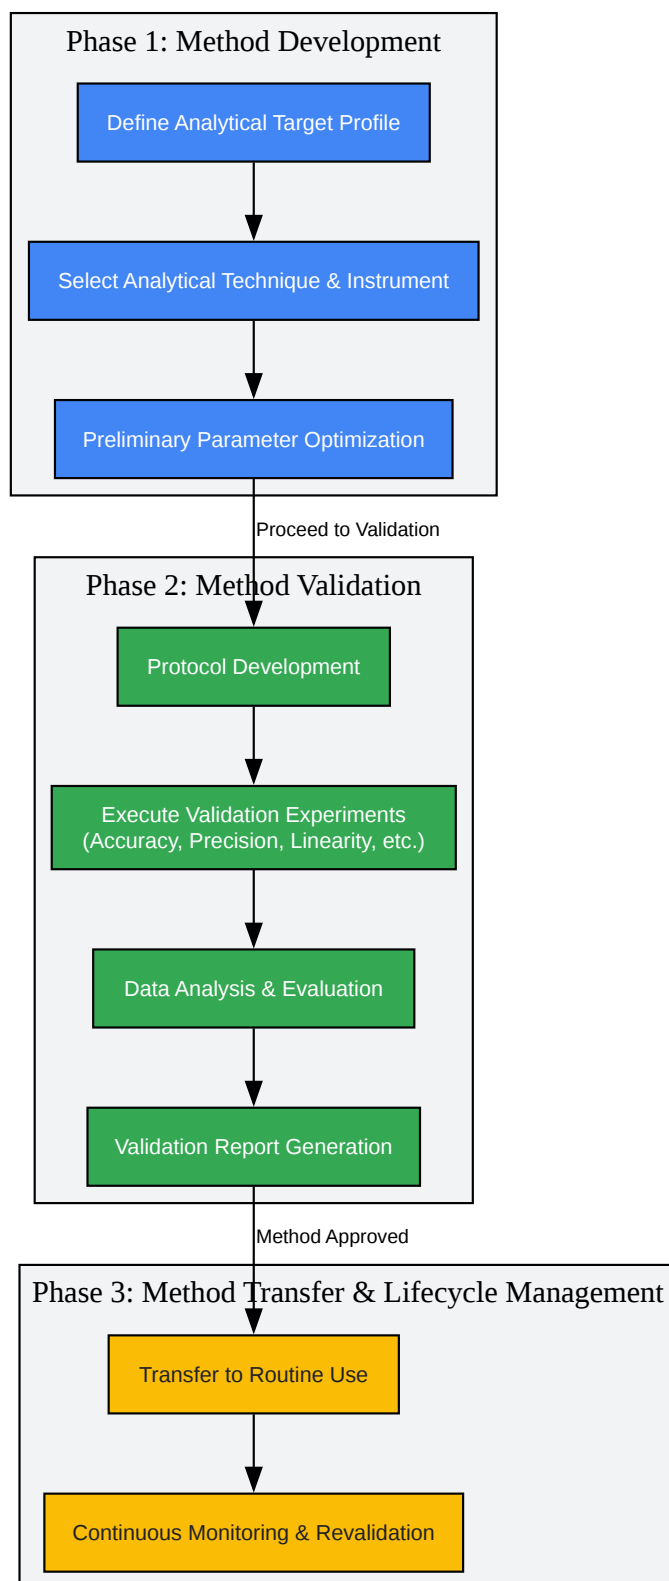 Phase 1: Method Development
Define Analytical Target Profile
Select Analytical Technique & Instrument
Preliminary Parameter Optimization
Proceed to Validation
Phase 2: Method Validation
Protocol Development
Execute Validation Experiments
(Accuracy, Precision, Linearity, etc.)
Data Analysis & Evaluation
Validation Report Generation
Method Approved
Phase 3: Method Transfer & Lifecycle Management
Transfer to Routine Use
Continuous Monitoring & Revalidation